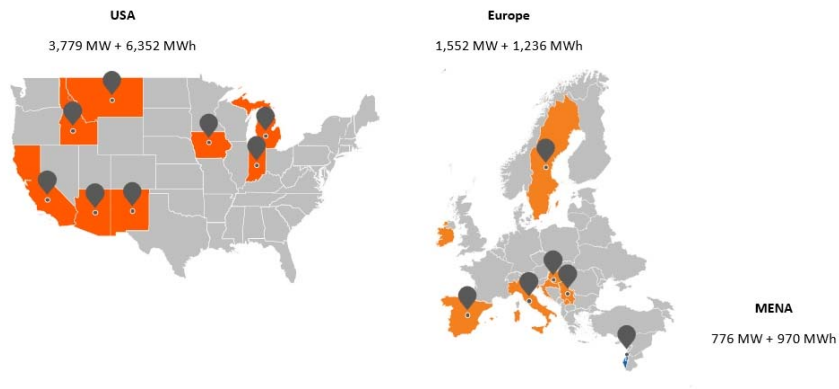 USA
3,779 MW + 6,352 MWh
Europe
1,552 MW + 1,236 MWh
MENA
776 MW + 970 MWh